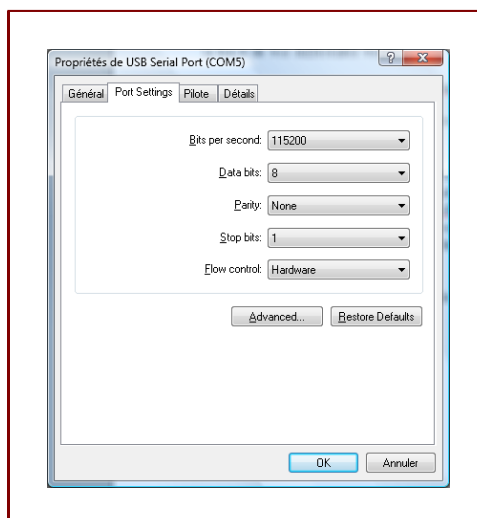 Propriétés de USB Serial Port (COM5)
Général Port Settings Pilote Détails
Bits per second: 115200
Data bits: 8
Parity: None
Stop bits: 1
Flow control: Hardware
Advanced... Restore Defaults
OK Annuler